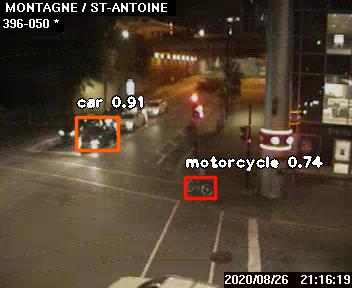 MONTAGNE / ST-ANTOINE
396-050 *
car 0.91
motorcycle 0.74
2020/08/26 21:16:19